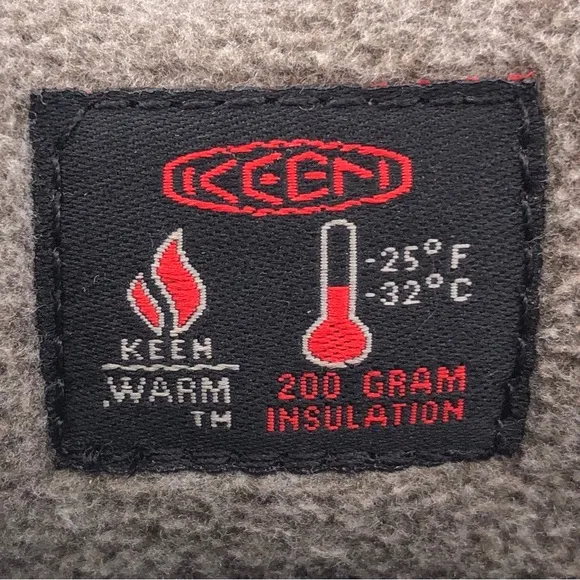 KEEN
-25°F
-32°C
KEEN
WARM
TM
200 GRAM
INSULATION